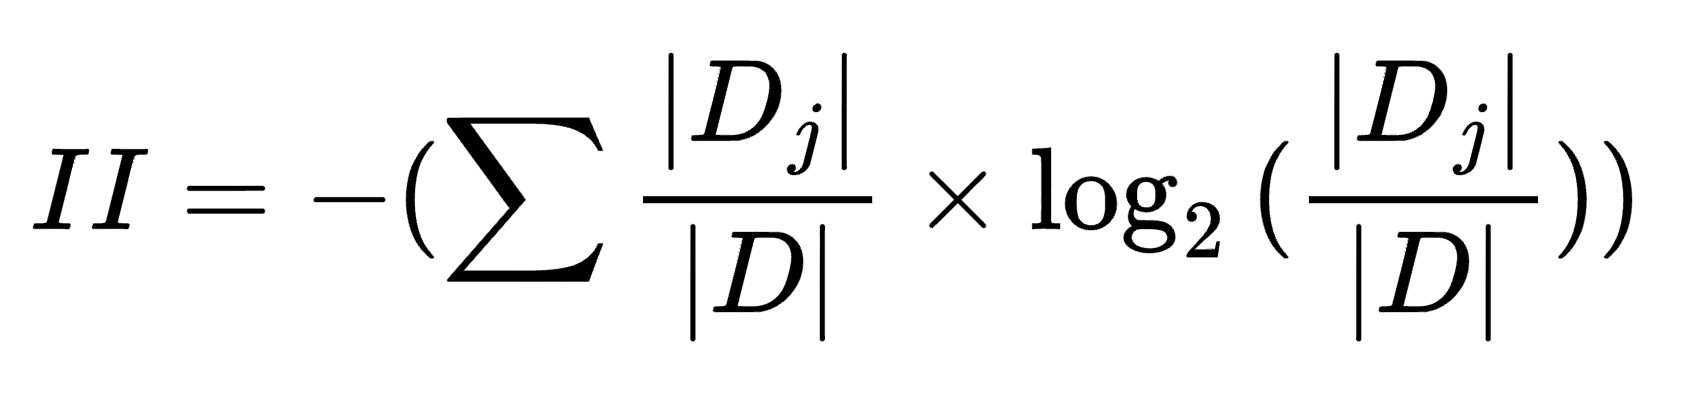 II = −(∑ |D_j|/|D| × log₂(|D_j|/|D|))